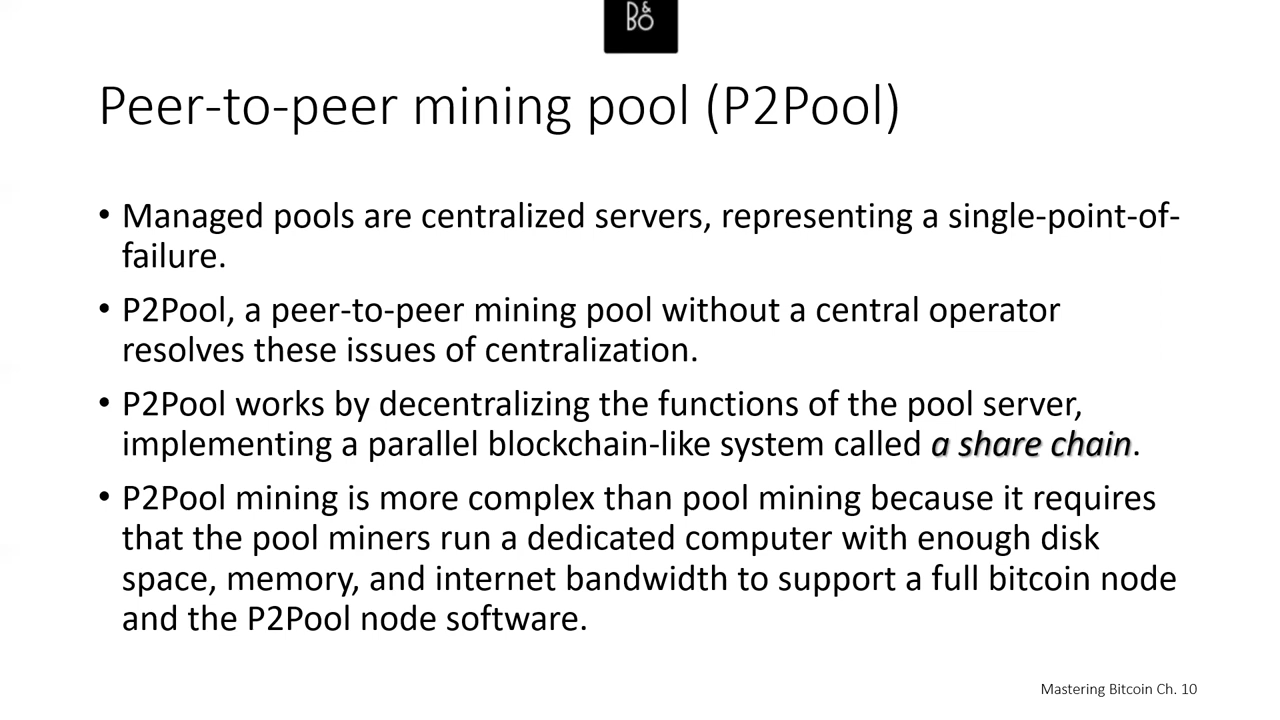 B&O
Peer-to-peer mining pool (P2Pool)
• Managed pools are centralized servers, representing a single-point-of-
failure.
• P2Pool, a peer-to-peer mining pool without a central operator
resolves these issues of centralization.
• P2Pool works by decentralizing the functions of the pool server,
implementing a parallel blockchain-like system called a share chain.
• P2Pool mining is more complex than pool mining because it requires
that the pool miners run a dedicated computer with enough disk
space, memory, and internet bandwidth to support a full bitcoin node
and the P2Pool node software.
Mastering Bitcoin Ch. 10